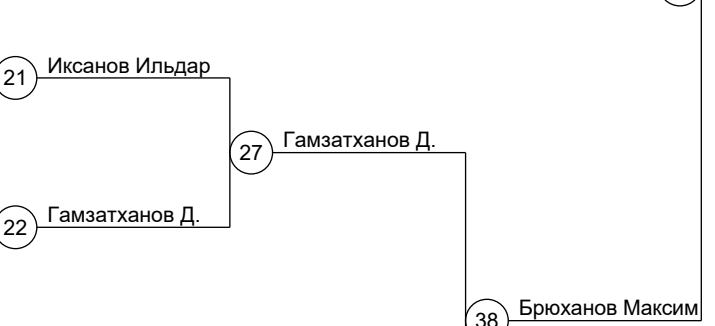 Иксанов Ильдар
21
Гамзатханов Д.
27
Гамзатханов Д.
22
Брюханов Максим
38